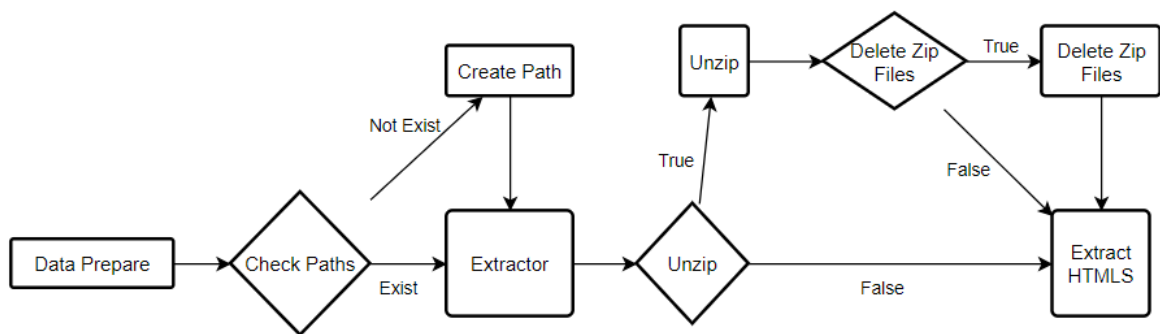 Data Prepare
Check Paths
Not Exist
Exist
Create Path
Extractor
Unzip
True
False
Unzip
Delete Zip
Files
True
False
Delete Zip
Files
Extract
HTMLS